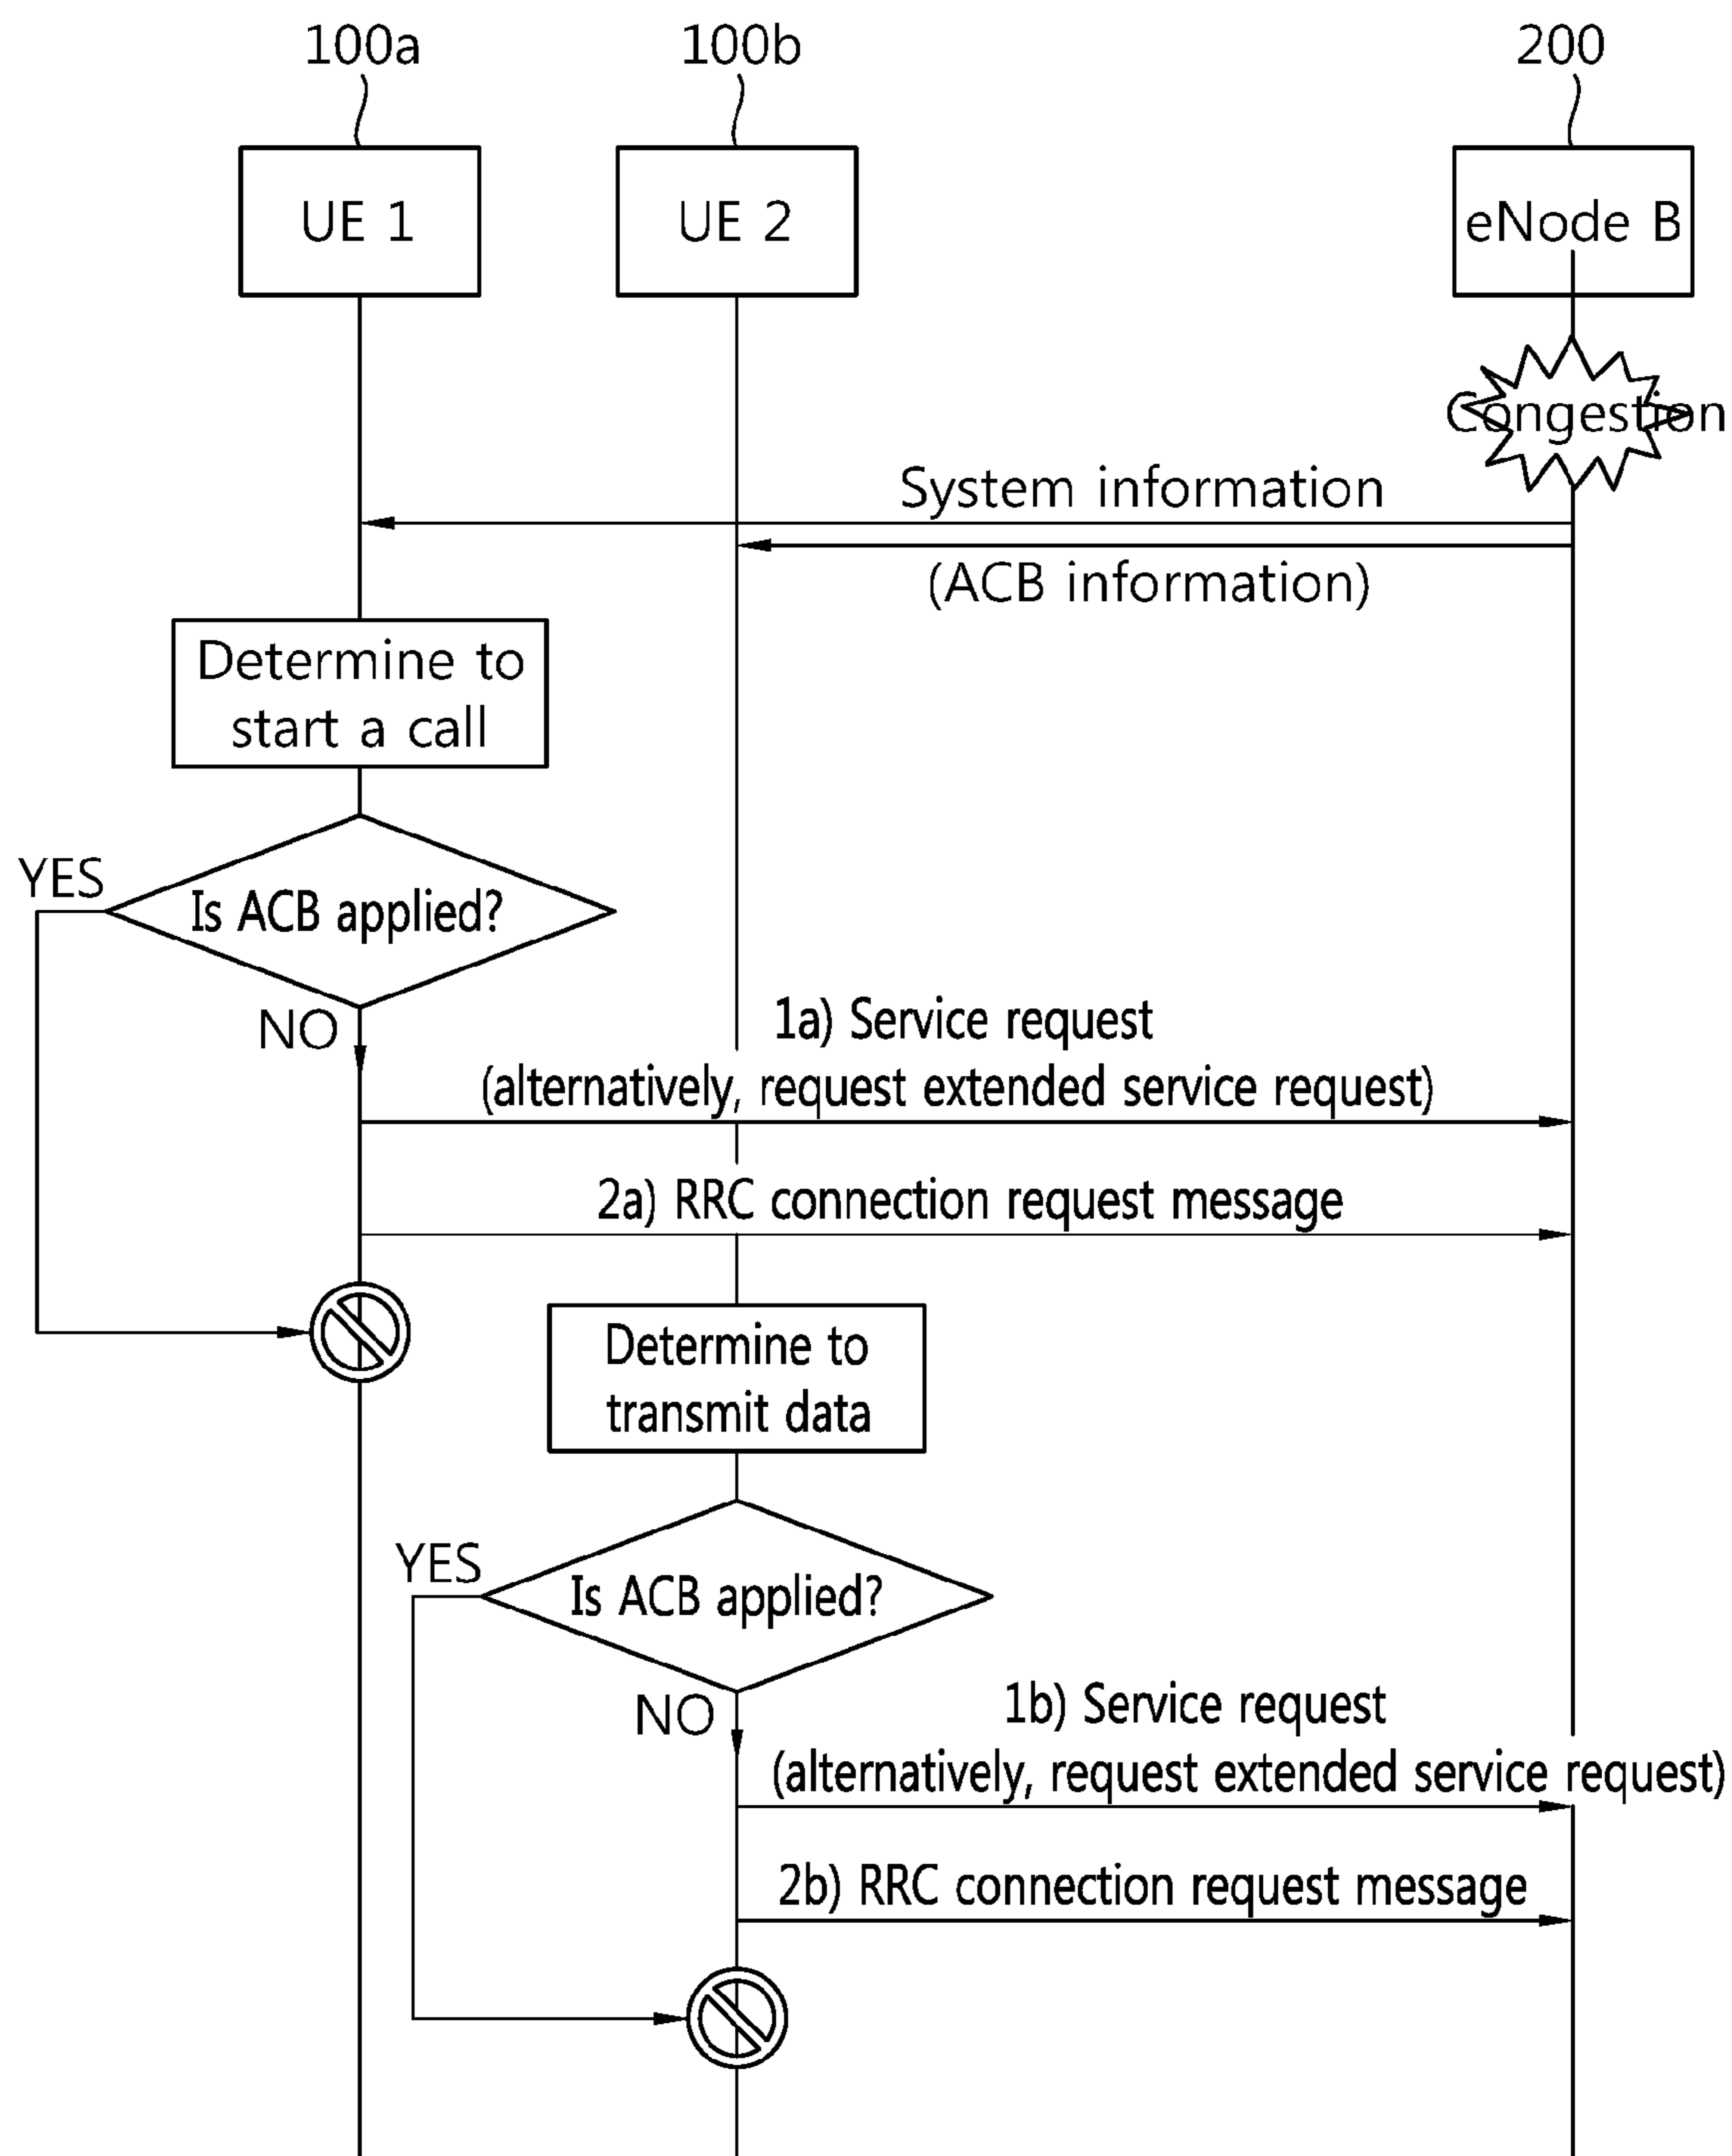 100a
100b
200
UE 1
UE 2
eNode B
Congestion
System information
(ACB information)
Determine to
start a call
YES
Is ACB applied?
NO
1a) Service request
(alternatively, request extended service request)
2a) RRC connection request message
Determine to
transmit data
YES
Is ACB applied?
NO
1b) Service request
(alternatively, request extended service request)
2b) RRC connection request message